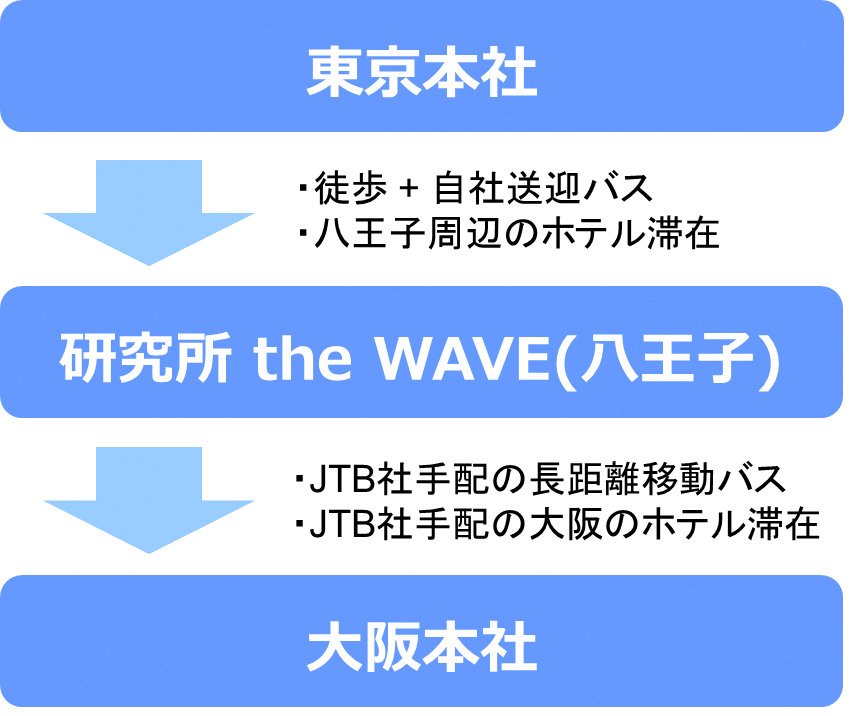 東京本社
・徒歩 + 自社送迎バス
・八王子周辺のホテル滞在
研究所 the WAVE(八王子)
・JTB社手配の長距離移動バス
・JTB社手配の大阪のホテル滞在
大阪本社